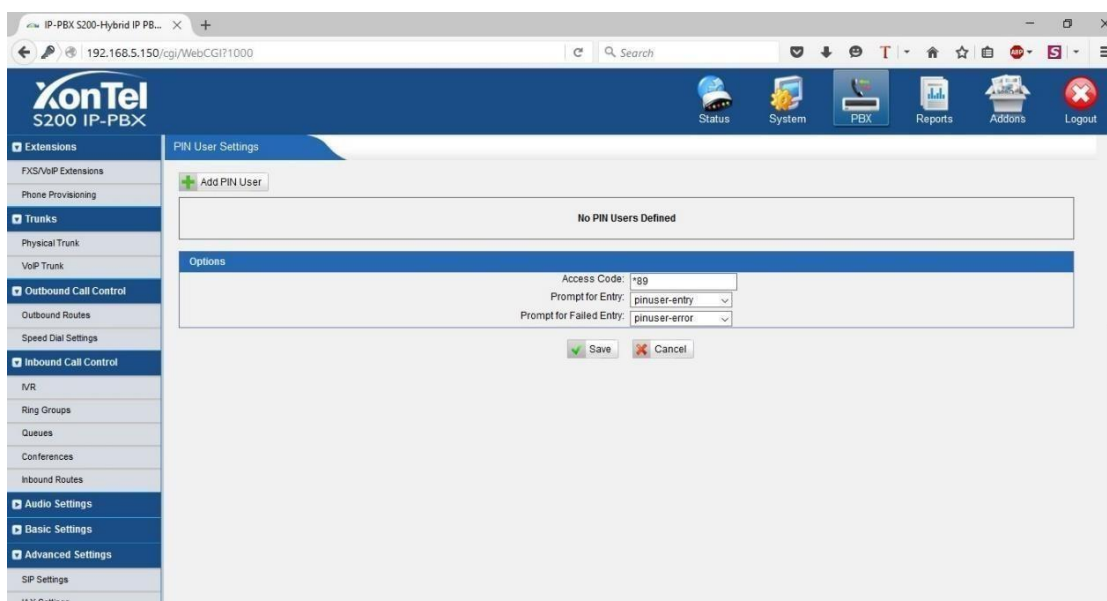 IP-PBX S200-Hybrid IP PB...
192.168.5.150/cgi/WebCGI?1000
Search
ABP
XonTel
S200 IP-PBX
Status
System
PBX
Reports
Addons
Logout
Extensions
FXS/VoIP Extensions
Phone Provisioning
Trunks
Physical Trunk
VoIP Trunk
Outbound Call Control
Outbound Routes
Speed Dial Settings
Inbound Call Control
IVR
Ring Groups
Queues
Conferences
Inbound Routes
Audio Settings
Basic Settings
Advanced Settings
SIP Settings
PIN User Settings
Add PIN User
No PIN Users Defined
Options
Access Code: *89
Prompt for Entry: pinuser-entry
Prompt for Failed Entry: pinuser-error
Save Cancel